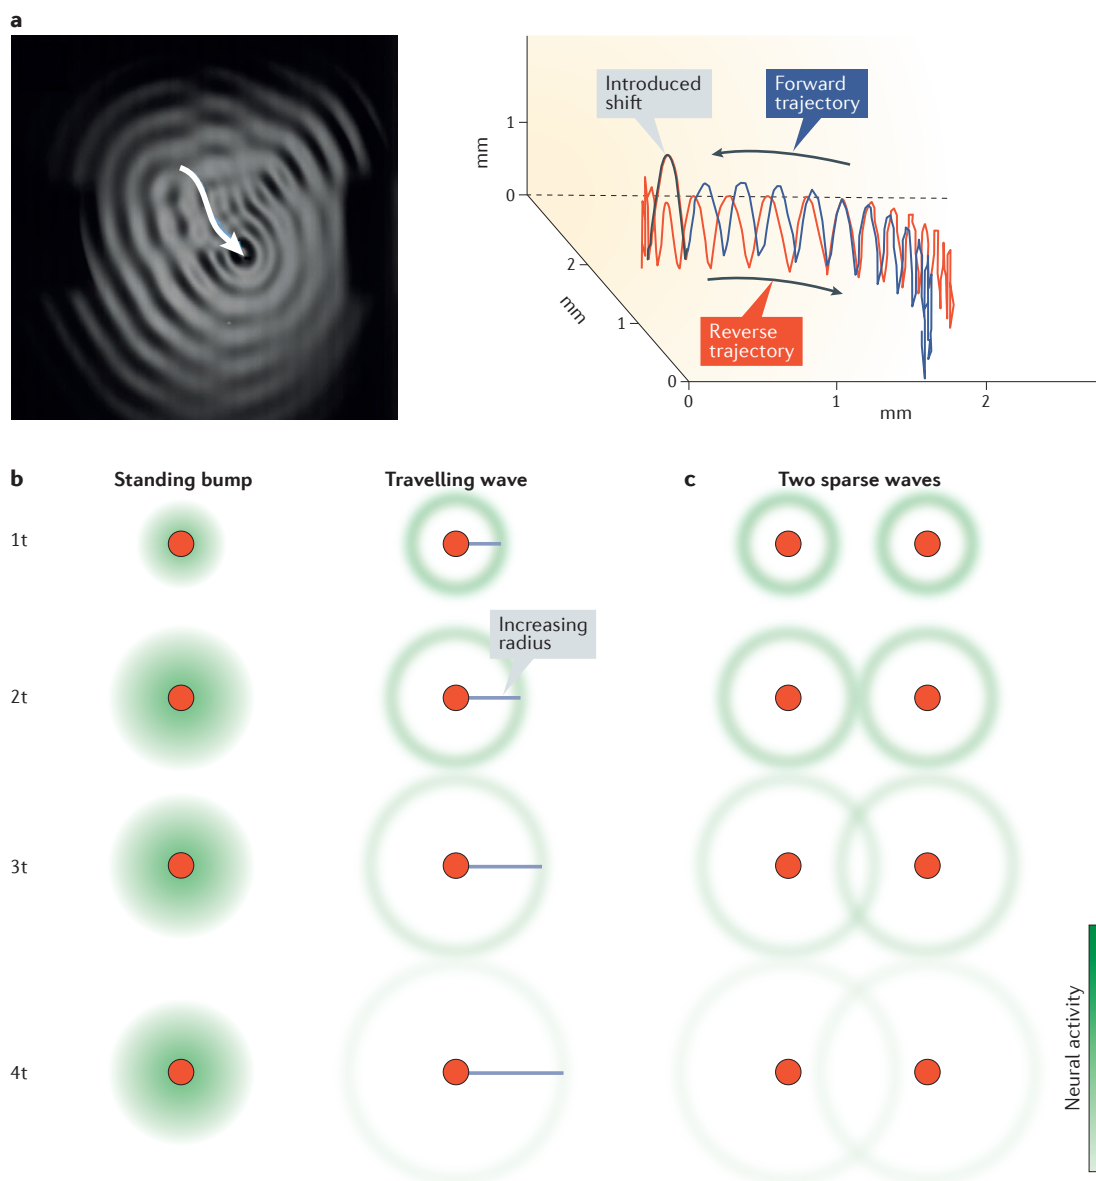 a
Introduced
shift
Forward
trajectory
1
mm
0
2
mm
1
Reverse
trajectory
0
0
1
2
mm
b
Standing bump
Travelling wave
c
Two sparse waves
1t
Increasing
radius
2t
3t
4t
Neural activity